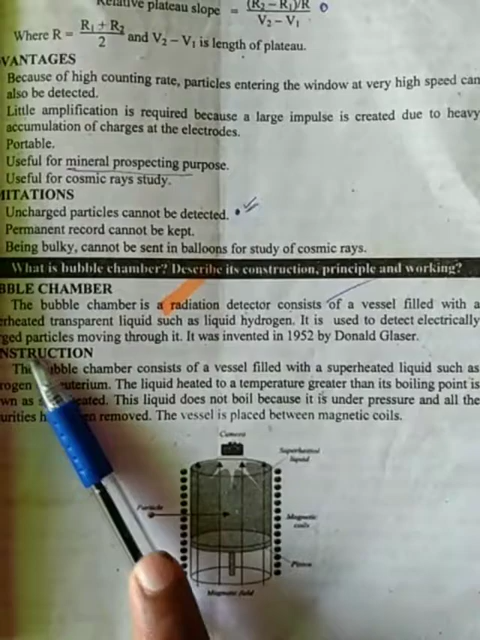 Relative plateau slope = (R₂ – R₁)/R
V₂ – V₁
Where R = R₁ + R₂ / 2 and V₂ – V₁ is length of plateau.
VANTAGES
Because of high counting rate, particles entering the window at very high speed can
also be detected.
Little amplification is required because a large impulse is created due to heavy
accumulation of charges at the electrodes.
Portable.
Useful for mineral prospecting purpose.
Useful for cosmic rays study.
MITATIONS
Uncharged particles cannot be detected.
Permanent record cannot be kept.
Being bulky, cannot be sent in balloons for study of cosmic rays.
What is bubble chamber? Describe its construction, principle and working?
BBLE CHAMBER
The bubble chamber is a radiation detector consists of a vessel filled with a
erheated transparent liquid such as liquid hydrogen. It is used to detect electrically
rged particles moving through it. It was invented in 1952 by Donald Glaser.
NSTRUCTION
bble chamber consists of a vessel filled with a superheated liquid such as
rogen uterium. The liquid heated to a temperature greater than its boiling point is
wn as s ated. This liquid does not boil because it is under pressure and all the
urities h en removed. The vessel is placed between magnetic coils.
Camera
Superheated
liquid
Particle
Magnetic
coils
Piston
Magnetic field